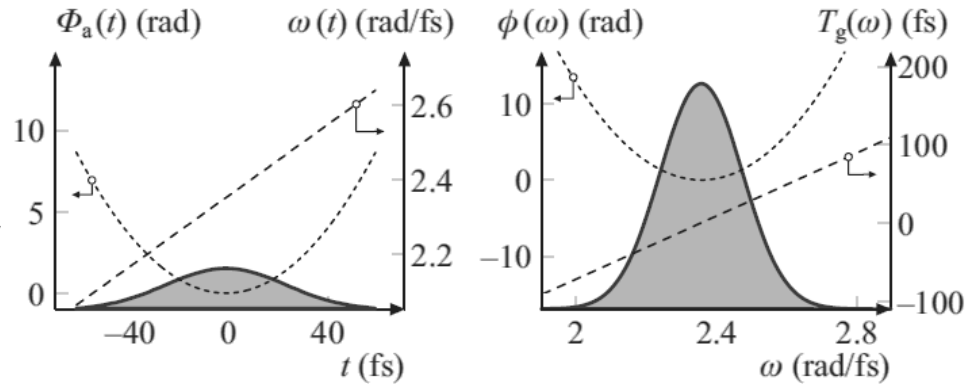 Φa(t) (rad) ω(t) (rad/fs) ϕ(ω) (rad) Tg(ω) (fs)
10
5
0
2.6
2.4
2.2
−40 0 40
t (fs)
10
0
−10
200
100
0
−100
2 2.4 2.8
ω (rad/fs)